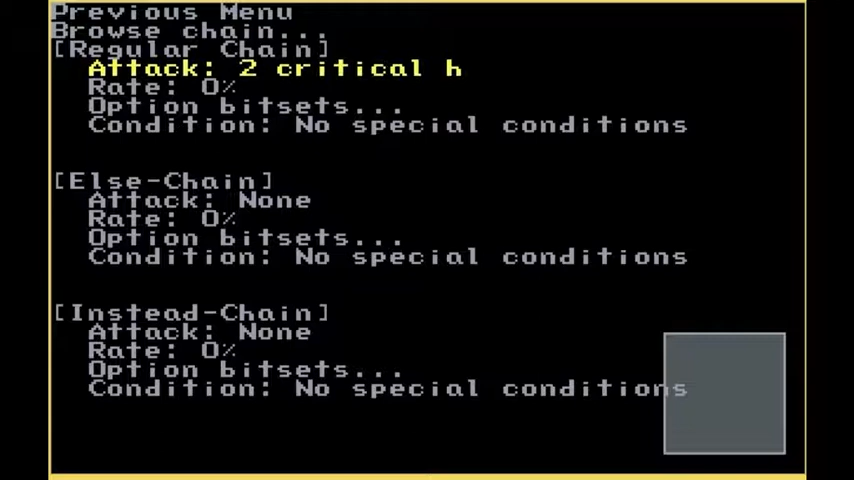 Previous Menu
Browse chain...
[Regular Chain]
Attack: 2 critical h
Rate: 0%
Option bitsets...
Condition: No special conditions
[Else-Chain]
Attack: None
Rate: 0%
Option bitsets...
Condition: No special conditions
[Instead-Chain]
Attack: None
Rate: 0%
Option bitsets...
Condition: No special conditions